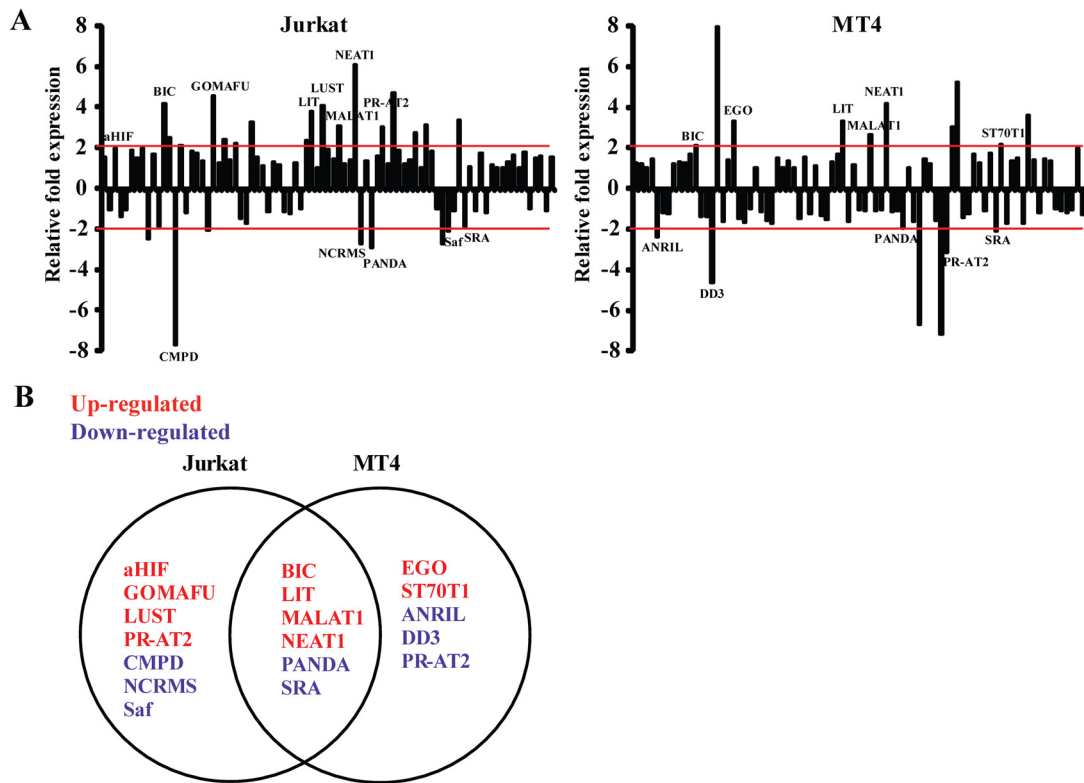 A
Jurkat
Relative fold expression
8
6
4
2
0
-2
-4
-6
-8
aHIF
BIC
CMPD
GOMAFU
LIT
LUST
MALAT1
NEAT1
NCRMS
PANDA
PR-AT2
Saf
SRA
MT4
Relative fold expression
8
6
4
2
0
-2
-4
-6
-8
ANRIL
BIC
DD3
EGO
LIT
MALAT1
NEAT1
PANDA
PR-AT2
SRA
ST70T1
B
Up-regulated
Down-regulated
Jurkat
MT4
aHIF
GOMAFU
LUST
PR-AT2
CMPD
NCRMS
Saf
BIC
LIT
MALAT1
NEAT1
PANDA
SRA
EGO
ST70T1
ANRIL
DD3
PR-AT2